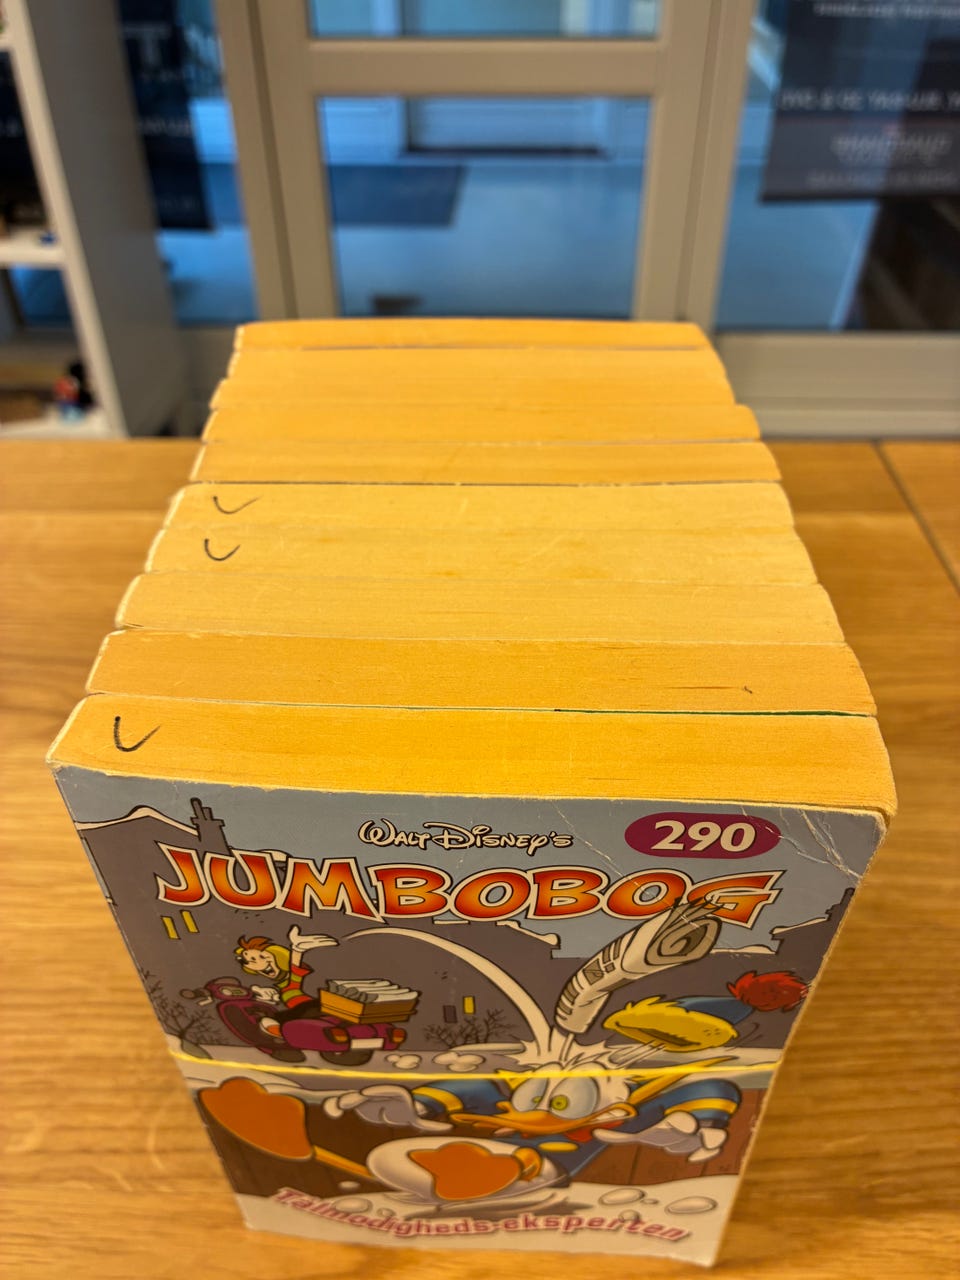 WALT DISNEY'S
290
JUMBOBOG
Tålmodigheds-eksperten